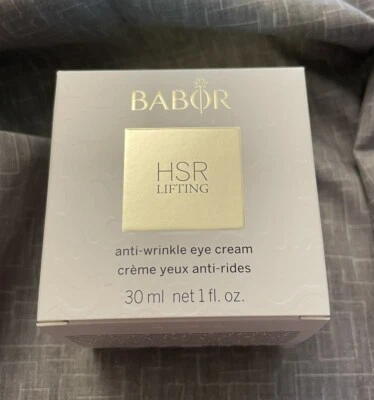 BABOR
HSR
LIFTING
anti-wrinkle eye cream
crème yeux anti-rides
30 ml net 1 fl. oz.